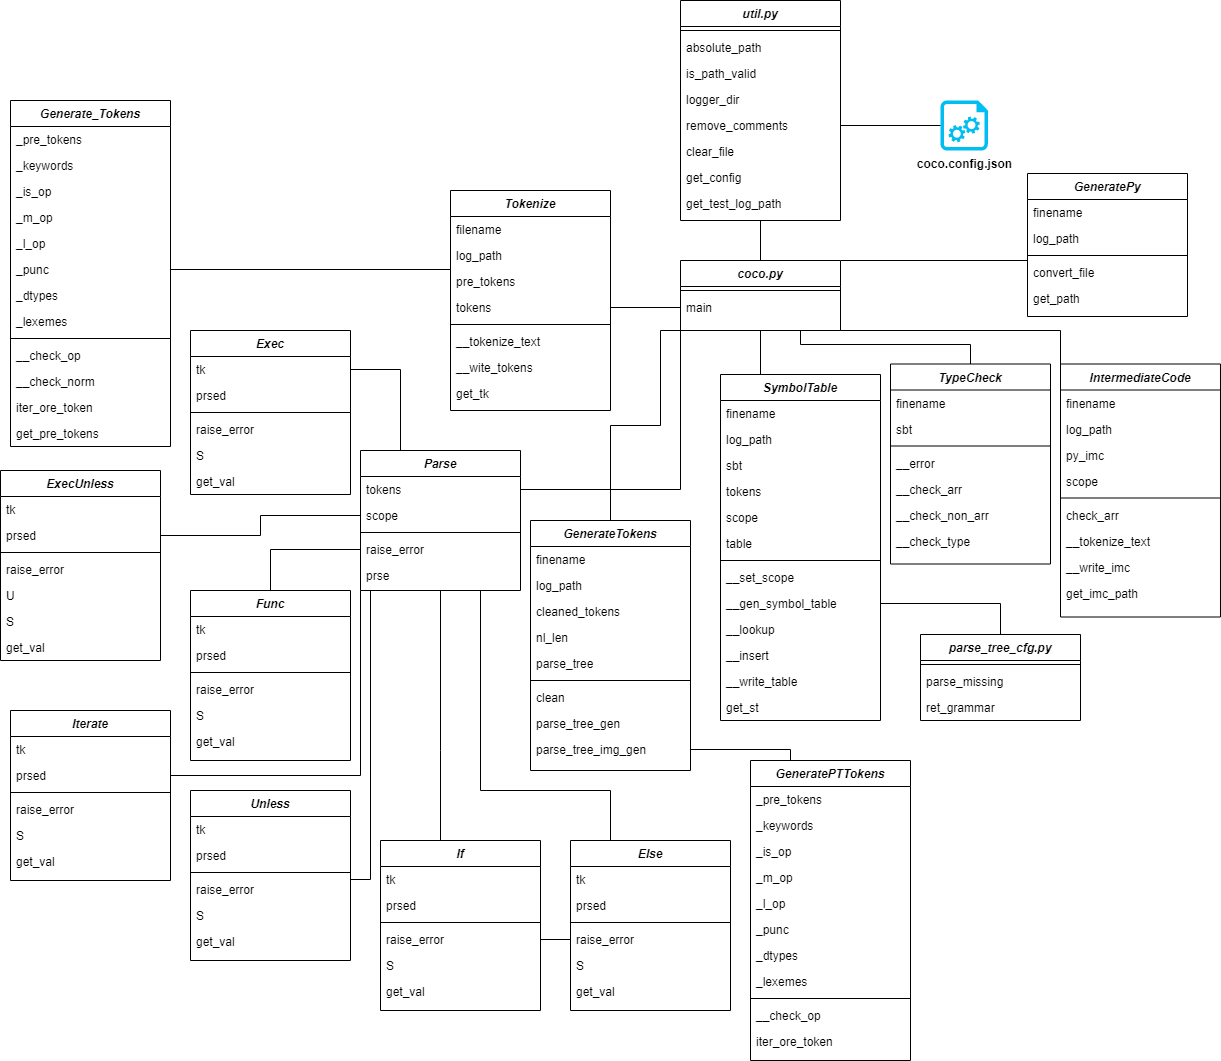 util.py
absolute_path
is_path_valid
logger_dir
remove_comments
clear_file
get_config
get_test_log_path
coco.config.json
Generate_Tokens
_pre_tokens
_keywords
_is_op
_m_op
_l_op
_punc
_dtypes
_lexemes
__check_op
__check_norm
iter_ore_token
get_pre_tokens
Tokenize
filename
log_path
pre_tokens
tokens
__tokenize_text
__wite_tokens
get_tk
GeneratePy
finename
log_path
convert_file
get_path
coco.py
main
Exec
tk
prsed
raise_error
S
get_val
SymbolTable
finename
log_path
sbt
tokens
scope
table
__set_scope
__gen_symbol_table
__lookup
__insert
__write_table
get_st
TypeCheck
finename
sbt
__error
__check_arr
__check_non_arr
__check_type
IntermediateCode
finename
log_path
py_imc
scope
check_arr
__tokenize_text
__write_imc
get_imc_path
Parse
tokens
scope
raise_error
prse
ExecUnless
tk
prsed
raise_error
U
S
get_val
GenerateTokens
finename
log_path
cleaned_tokens
nl_len
parse_tree
clean
parse_tree_gen
parse_tree_img_gen
Func
tk
prsed
raise_error
S
get_val
parse_tree_cfg.py
parse_missing
ret_grammar
Iterate
tk
prsed
raise_error
S
get_val
Unless
tk
prsed
raise_error
S
get_val
If
tk
prsed
raise_error
S
get_val
Else
tk
prsed
raise_error
S
get_val
GeneratePTTokens
_pre_tokens
_keywords
_is_op
_m_op
_l_op
_punc
_dtypes
_lexemes
__check_op
iter_ore_token